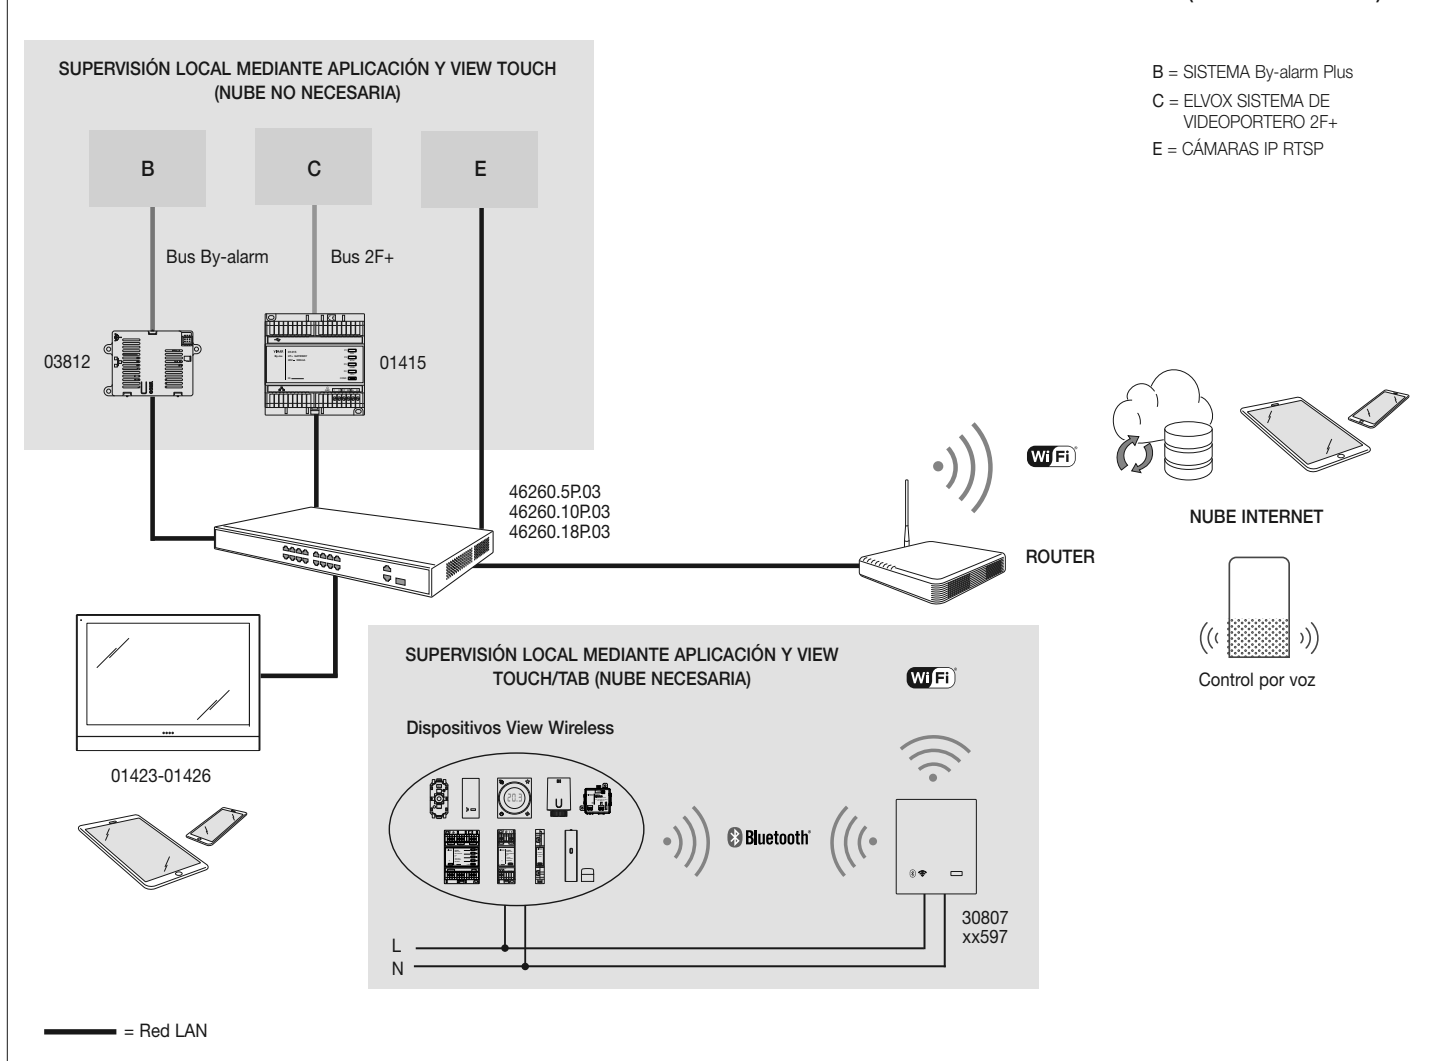 SUPERVISIÓN LOCAL MEDIANTE APLICACIÓN Y VIEW TOUCH
(NUBE NO NECESARIA)
B = SISTEMA By-alarm Plus
C = ELVOX SISTEMA DE
VIDEOPORTERO 2F+
E = CÁMARAS IP RTSP
B
C
E
Bus By-alarm
Bus 2F+
03812
01415
46260.5P.03
46260.10P.03
46260.18P.03
WiFi
NUBE INTERNET
ROUTER
Control por voz
01423-01426
SUPERVISIÓN LOCAL MEDIANTE APLICACIÓN Y VIEW
TOUCH/TAB (NUBE NECESARIA)
WiFi
Dispositivos View Wireless
20.3
Bluetooth®
30807
xx597
L
N
= Red LAN